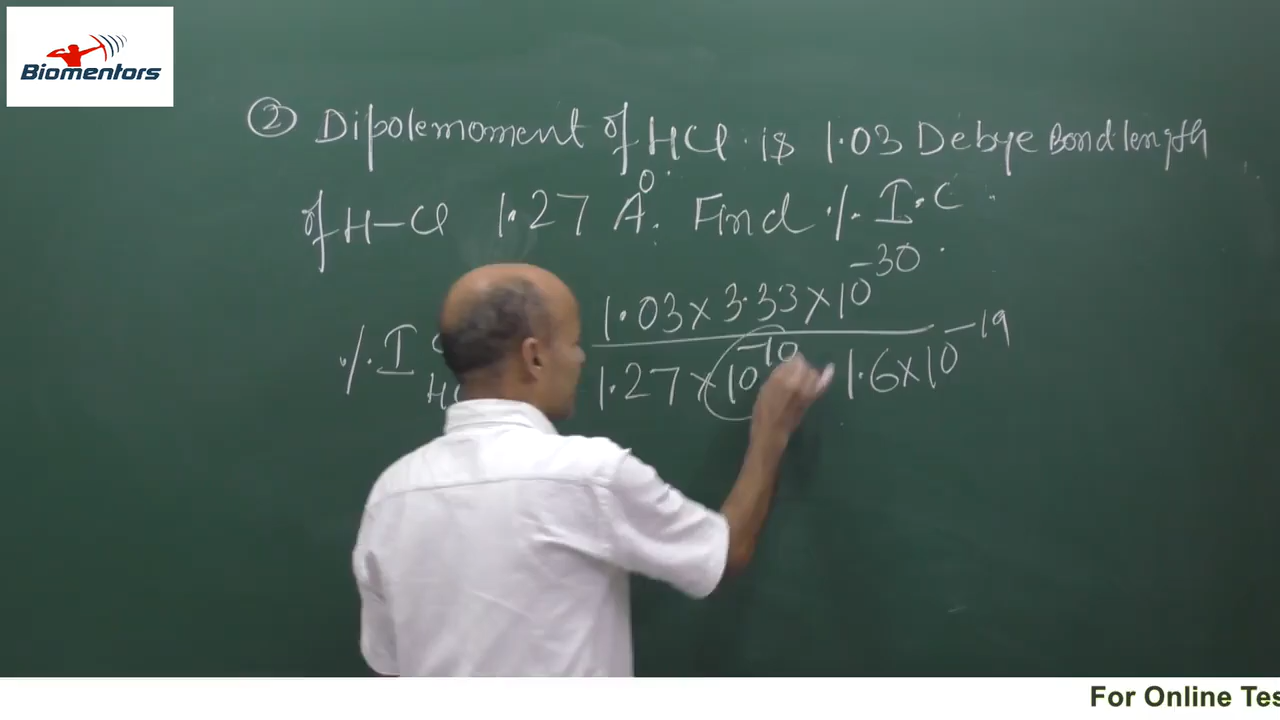 Biomentors
② Dipolemoment of HCl. is 1.03 Debye Bond length
of H-Cl 1.27 Å. Find %. I.C
%. I 1.03 × 3.33 × 10⁻³⁰
1.27 × 10⁻¹⁰ × 1.6 × 10⁻¹⁹
For Online Tes